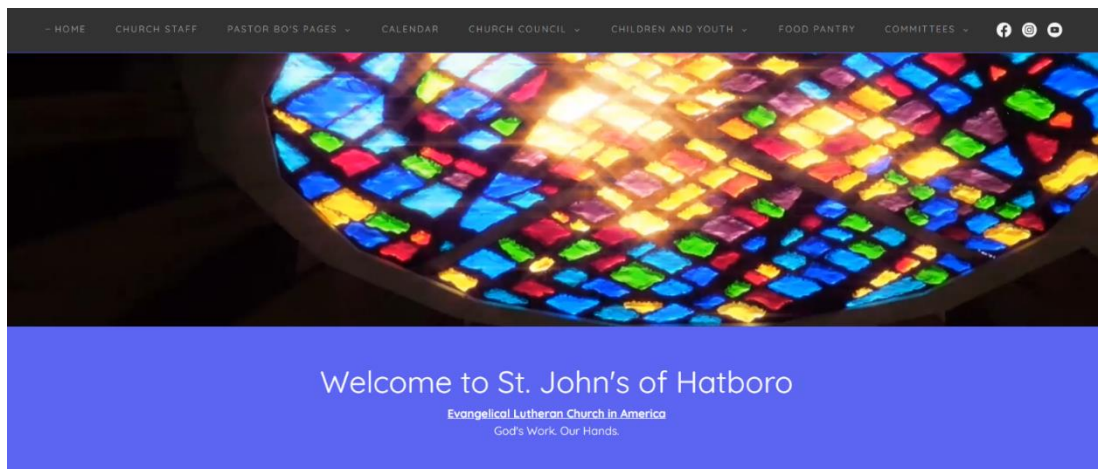 – HOME CHURCH STAFF PASTOR BO'S PAGES CALENDAR CHURCH COUNCIL CHILDREN AND YOUTH FOOD PANTRY COMMITTEES
Welcome to St. John's of Hatboro
Evangelical Lutheran Church in America
God's Work. Our Hands.